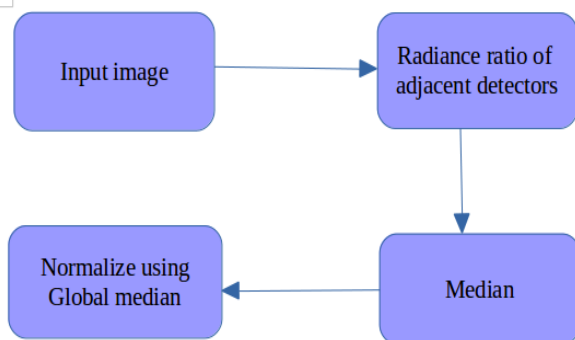 Input image
Radiance ratio of
adjacent detectors
Median
Normalize using
Global median